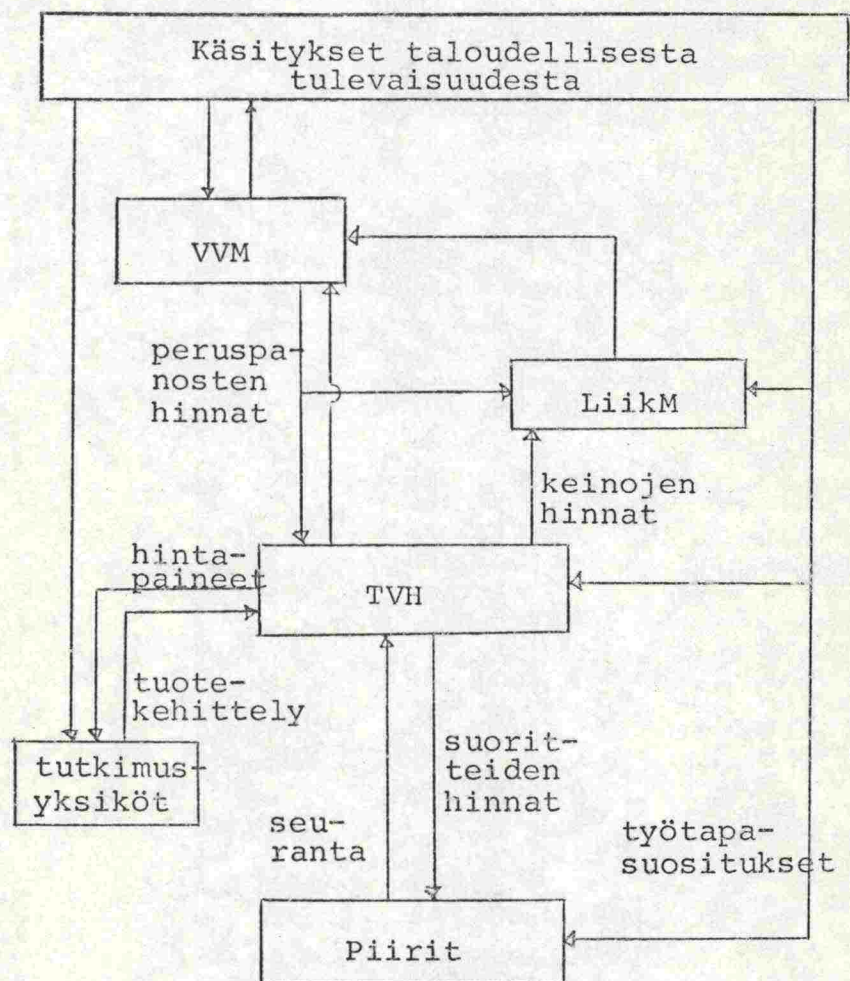 Käsitykset taloudellisesta
tulevaisuudesta
VVM
peruspa-
nosten
hinnat
LiikM
keinojen
hinnat
hinta-
paineet
TVH
tuote-
kehittely
tutkimus-
yksiköt
suorit-
teiden
hinnat
seu-
ranta
työtapa-
suositukset
Piirit